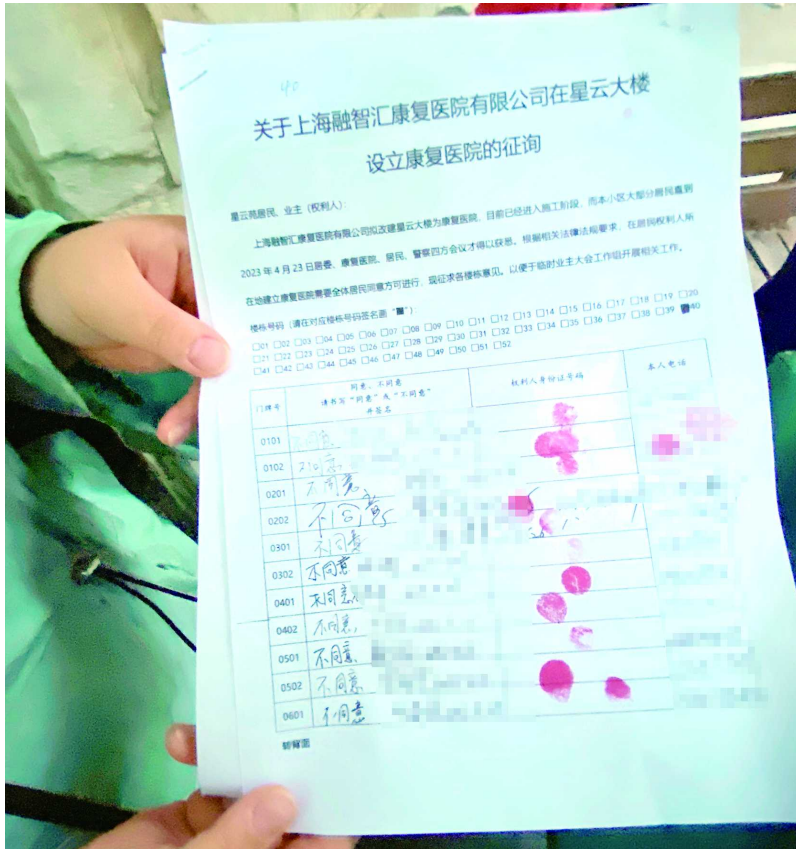 40
关于上海融智汇康复医院有限公司在星云大楼
设立康复医院的征询
星云苑居民、业主（权利人）：
上海融智汇康复医院有限公司拟改建星云大楼为康复医院，目前已经进入施工阶段，而本小区大部分居民直到
2023年4月23日居委、康复医院、居民、警察四方会议才得以获悉。根据相关法律法规要求，在居民权利人所
在地建立康复医院需要全体居民同意方可进行，现征求各楼栋意见。以便于临时业主大会工作组开展相关工作。
楼栋号码（请在对应楼栋号码签名画“■”）
□01 □02 □03 □04 □05 □06 □07 □08 □09 □10 □11 □12 □13 □14 □15 □16 □17 □18 □19 □20
□21 □22 □23 □24 □25 □26 □27 □28 □29 □30 □31 □32 □33 □34 □35 □36 □37 □38 □39 ■40
□41 □42 □43 □44 □45 □46 □47 □48 □49 □50 □51 □52
门牌号 同意、不同意 请书写“同意”或“不同意” 并签名 权利人身份证号码 本人电话
0101 不同意
0102 不同意
0201 不同意
0202 不同意
0301 不同意
0302 不同意
0401 不同意
0402 不同意
0501 不同意
0502 不同意
0601 不同意
转背面